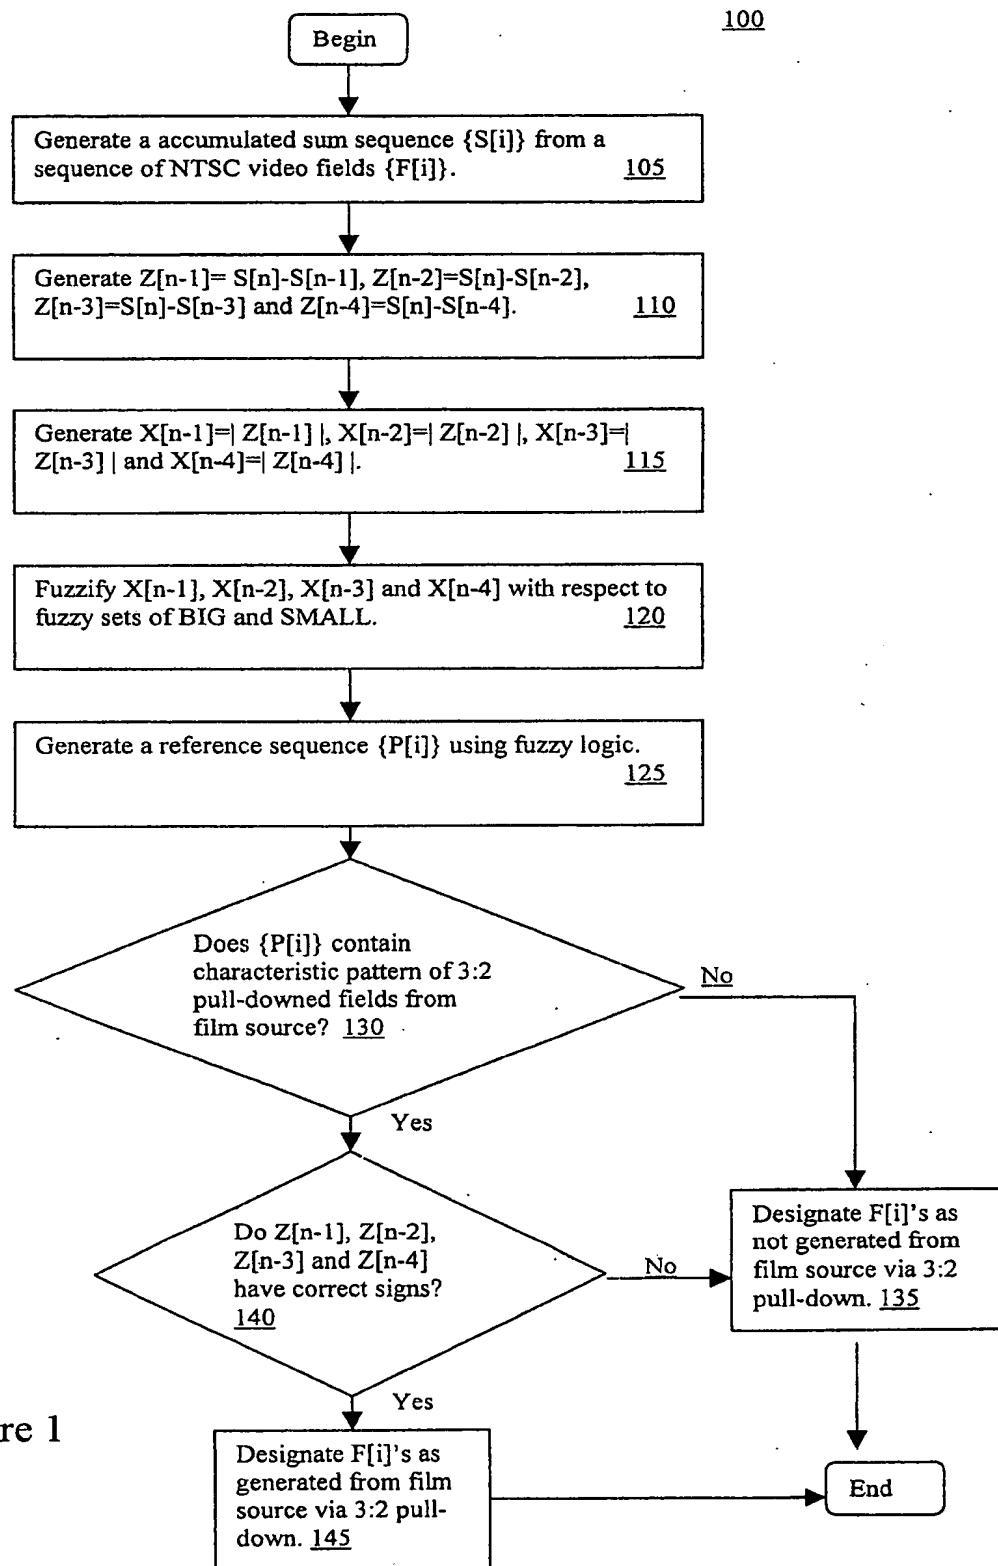 100
Begin
Generate a accumulated sum sequence {S[i]} from a
sequence of NTSC video fields {F[i]}. 105
Generate Z[n-1]= S[n]-S[n-1], Z[n-2]=S[n]-S[n-2],
Z[n-3]=S[n]-S[n-3] and Z[n-4]=S[n]-S[n-4]. 110
Generate X[n-1]=| Z[n-1] |, X[n-2]=| Z[n-2] |, X[n-3]=|
Z[n-3] | and X[n-4]=| Z[n-4] |. 115
Fuzzify X[n-1], X[n-2], X[n-3] and X[n-4] with respect to
fuzzy sets of BIG and SMALL. 120
Generate a reference sequence {P[i]} using fuzzy logic.
125
Does {P[i]} contain
characteristic pattern of 3:2
pull-downed fields from
film source? 130
No
Yes
Do Z[n-1], Z[n-2],
Z[n-3] and Z[n-4]
have correct signs?
140
No
Designate F[i]'s as
not generated from
film source via 3:2
pull-down. 135
Yes
re 1
Designate F[i]'s as
generated from film
source via 3:2 pull-
down. 145
End